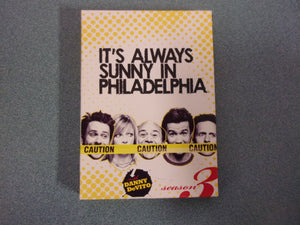 IT'S ALWAYS
SUNNY IN
PHILADELPHIA
CAUTION CAUTION CAUTION
DANNY
DeVITO
season 3